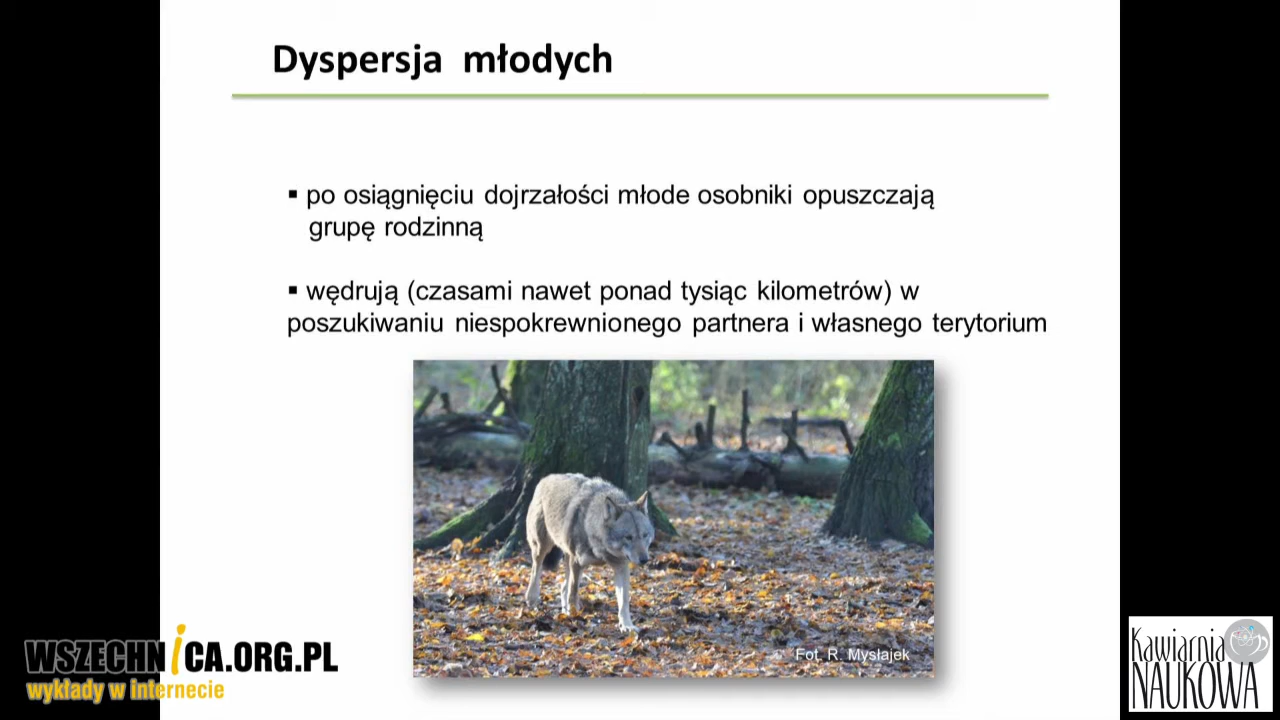 Dyspersja młodych
▪ po osiągnięciu dojrzałości młode osobniki opuszczają
grupę rodzinną
▪ wędrują (czasami nawet ponad tysiąc kilometrów) w
poszukiwaniu niespokrewnionego partnera i własnego terytorium
Fot. R. Mysłajek
WSZECHNiCA.ORG.PL
wykłady w internecie
Kawiarnia
NAUKOWA